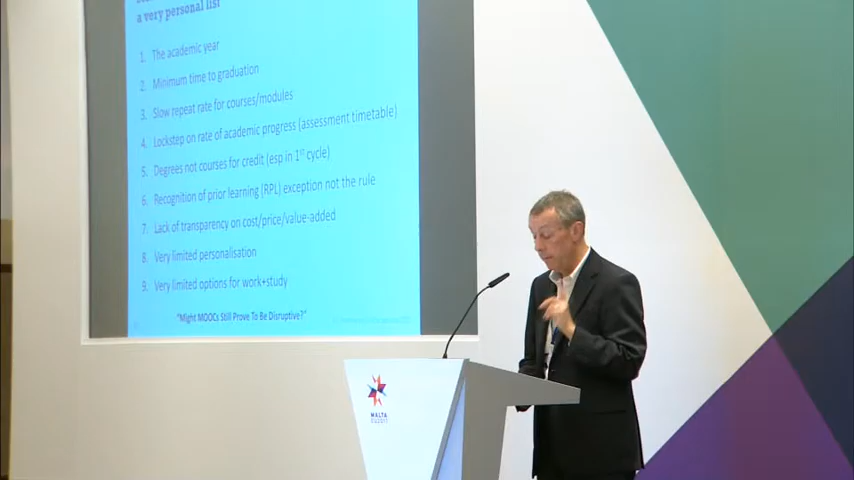 a very personal list
1. The academic year
2. Minimum time to graduation
3. Slow repeat rate for courses/modules
4. Lockstep on rate of academic progress (assessment timetable)
5. Degrees not courses for credit (esp in 1st cycle)
6. Recognition of prior learning (RPL) exception not the rule
7. Lack of transparency on cost/price/value-added
8. Very limited personalisation
9. Very limited options for work+study
"Might MOOCs Still Prove To Be Disruptive?"
MALTA